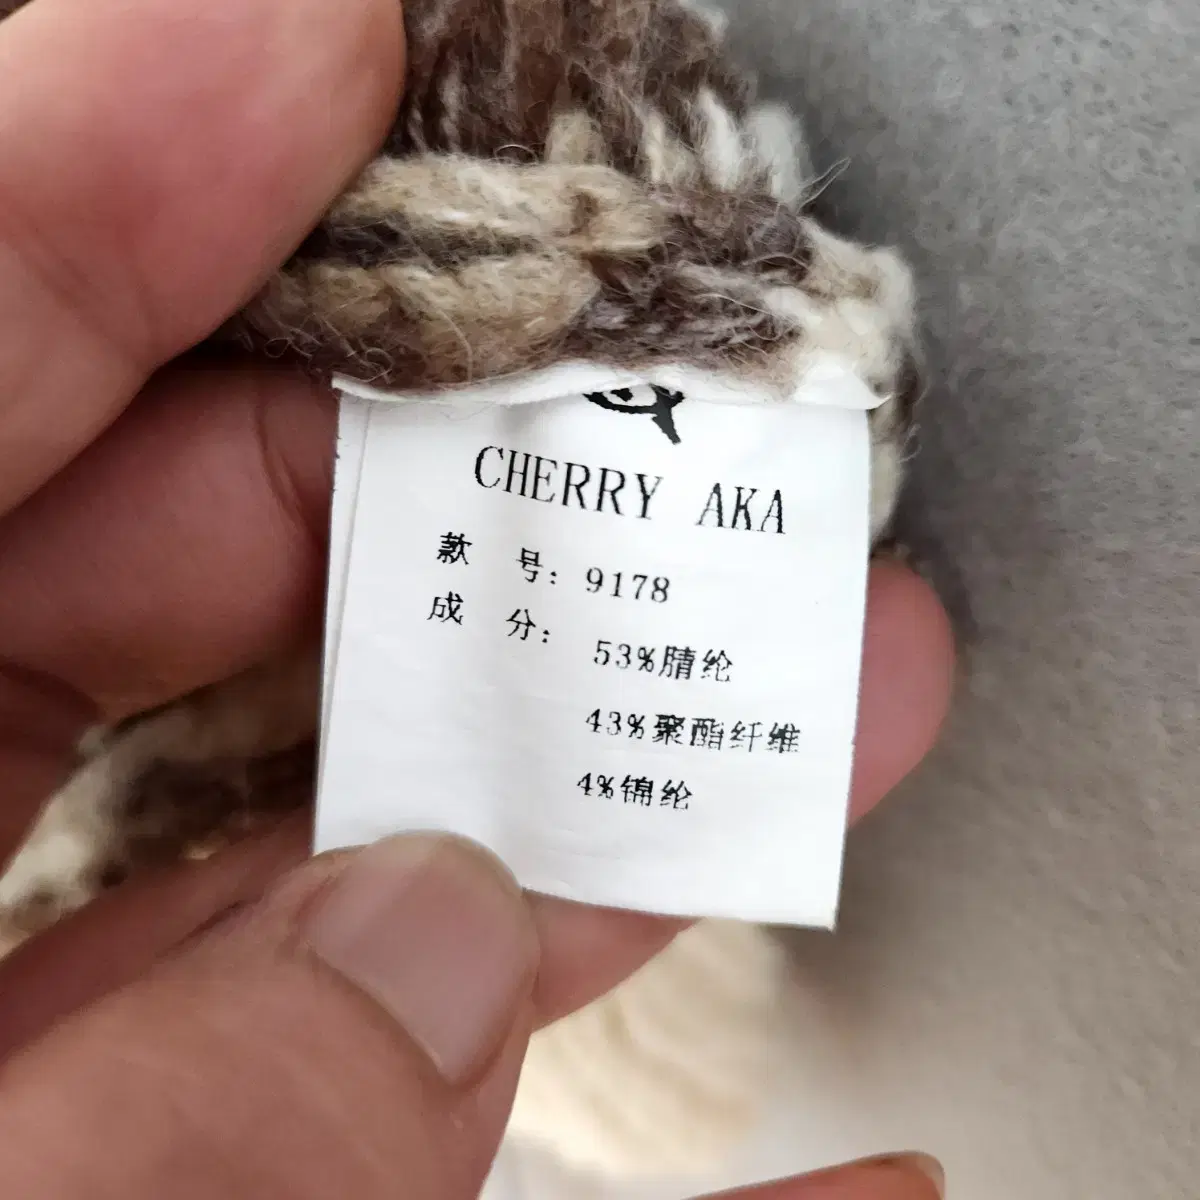 CHERRY AKA
款 号: 9178
成 分: 53%腈纶
43%聚酯纤维
4%锦纶